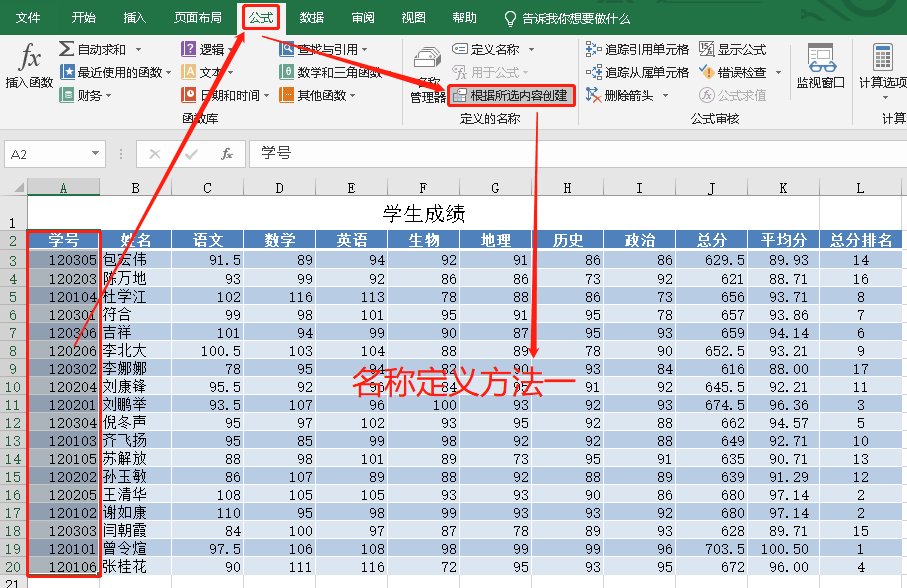 文件 开始 插入 页面布局 公式 数据 审阅 视图 帮助 告诉我你想要做什么
fx Σ 自动求和 逻辑 查找与引用 定义名称 追踪引用单元格 显示公式
插入函数 最近使用的函数 文本 数学和三角函数 名称 用于公式 追踪从属单元格 错误检查 监视窗口 计算选项
财务 日期和时间 其他函数 管理器 根据所选内容创建 删除箭头 公式求值
函数库 定义的名称 公式审核 计算
A2 fx 学号
A B C D E F G H I J K L
1 学生成绩
2 学号 姓名 语文 数学 英语 生物 地理 历史 政治 总分 平均分 总分排名
3 120305 包宏伟 91.5 89 94 92 91 86 86 629.5 89.93 14
4 120203 陈万地 93 99 92 86 86 73 92 621 88.71 16
5 120104 杜学江 102 116 113 78 88 86 73 656 93.71 8
6 120301 符合 99 98 101 95 91 95 78 657 93.86 7
7 120306 吉祥 101 94 99 90 87 95 93 659 94.14 6
8 120206 李北大 100.5 103 104 88 89 78 90 652.5 93.21 9
9 120302 李娜娜 78 95 94 82 90 93 84 616 88.00 17
名称定义方法一
10 120204 刘康锋 95.5 92 96 84 95 91 92 645.5 92.21 11
11 120201 刘鹏举 93.5 107 96 100 93 92 93 674.5 96.36 3
12 120304 倪冬声 95 97 102 93 95 92 88 662 94.57 5
13 120103 齐飞扬 95 85 99 98 92 92 88 649 92.71 10
14 120105 苏解放 88 98 101 89 73 95 91 635 90.71 13
15 120202 孙玉敏 86 107 89 88 92 88 89 639 91.29 12
16 120205 王清华 108 105 105 93 93 90 86 680 97.14 2
17 120102 谢如康 110 95 98 99 93 93 92 680 97.14 2
18 120303 闫朝霞 84 100 97 87 78 89 93 628 89.71 15
19 120101 曾令煊 97.5 106 108 98 99 99 96 703.5 100.50 1
20 120106 张桂花 90 111 116 72 95 93 95 672 96.00 4
21